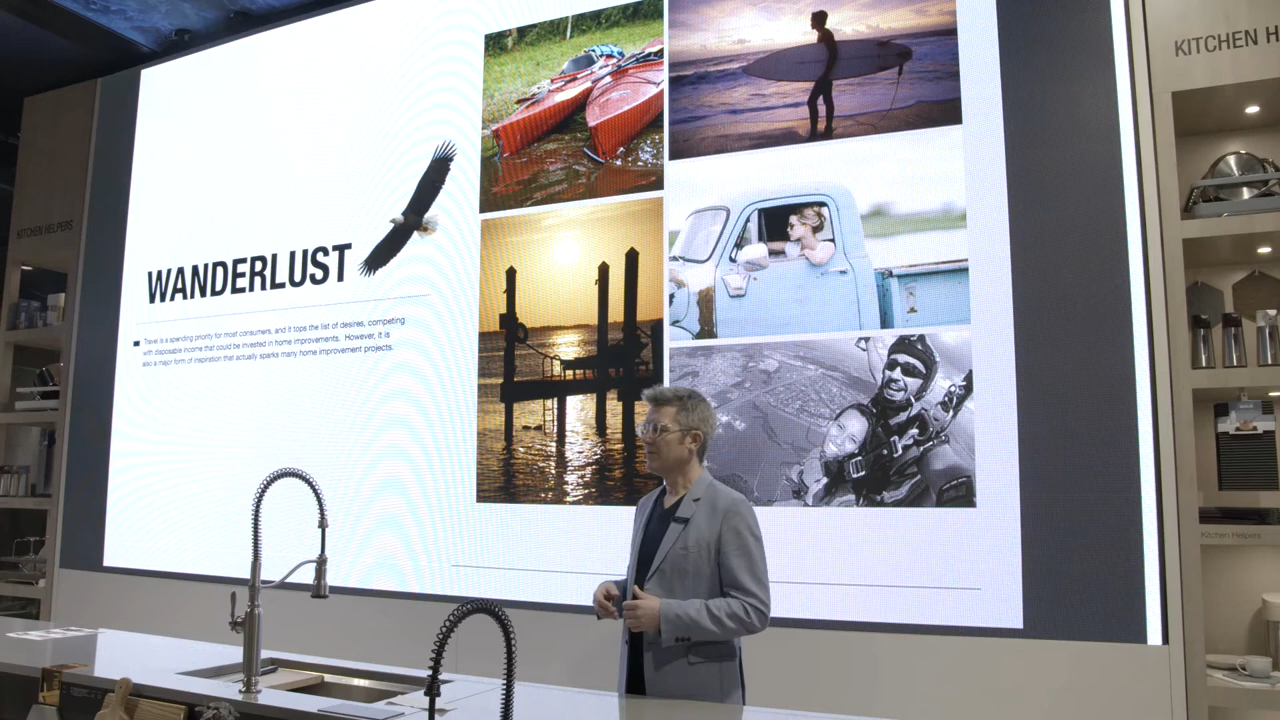 KITCHEN H
KITCHEN HELPERS
WANDERLUST
Travel is a spending priority for most consumers, and it tops the list of desires, competing
with disposable income that could be invested in home improvements. However, it is
also a major form of inspiration that actually sparks many home improvement projects.
Kitchen Helpers